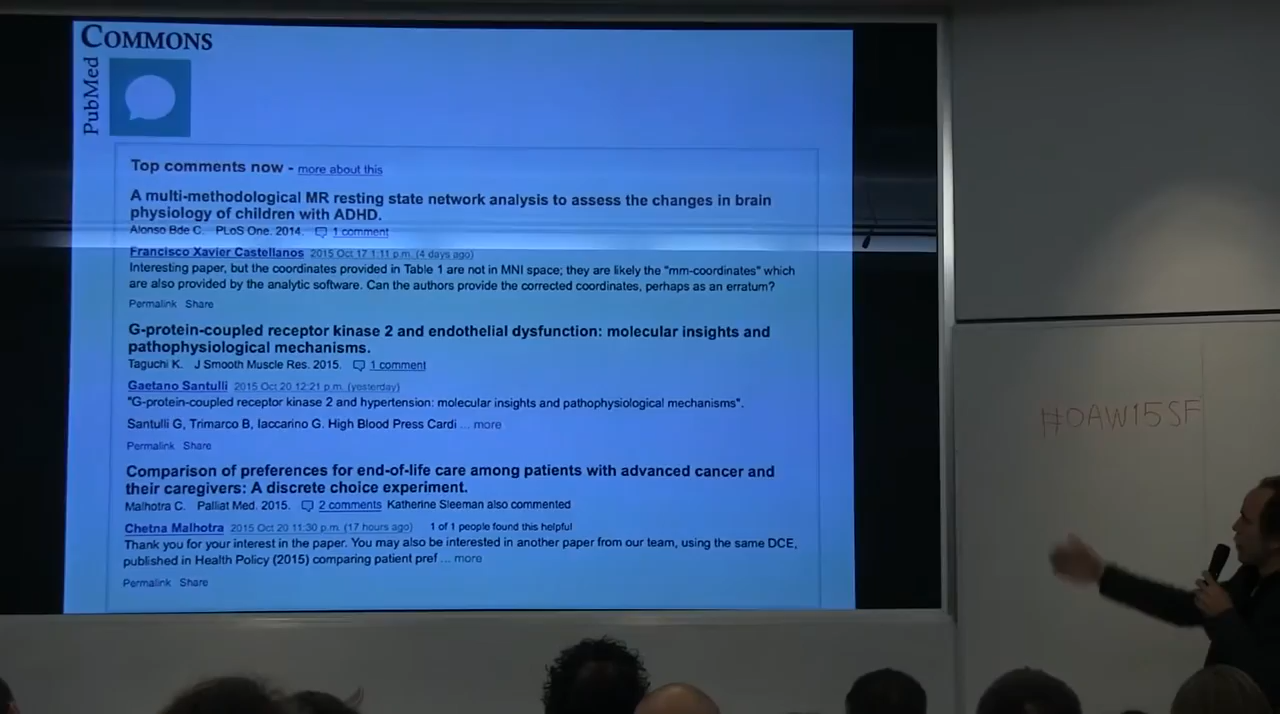 COMMONS
PubMed
Top comments now - more about this
A multi-methodological MR resting state network analysis to assess the changes in brain
physiology of children with ADHD.
Alonso Bde C. PLoS One. 2014. 1 comment
Francisco Xavier Castellanos 2015 Oct 17 1:11 p.m. (4 days ago)
Interesting paper, but the coordinates provided in Table 1 are not in MNI space; they are likely the "mm-coordinates" which
are also provided by the analytic software. Can the authors provide the corrected coordinates, perhaps as an erratum?
Permalink Share
G-protein-coupled receptor kinase 2 and endothelial dysfunction: molecular insights and
pathophysiological mechanisms.
Taguchi K. J Smooth Muscle Res. 2015. 1 comment
Gaetano Santulli 2015 Oct 20 12:21 p.m. (yesterday)
"G-protein-coupled receptor kinase 2 and hypertension: molecular insights and pathophysiological mechanisms".
Santulli G, Trimarco B, Iaccarino G. High Blood Press Cardi ... more
Permalink Share
Comparison of preferences for end-of-life care among patients with advanced cancer and
their caregivers: A discrete choice experiment.
Malhotra C. Palliat Med. 2015. 2 comments Katherine Sleeman also commented
Chetna Malhotra 2015 Oct 20 11:30 p.m. (17 hours ago) 1 of 1 people found this helpful
Thank you for your interest in the paper. You may also be interested in another paper from our team, using the same DCE,
published in Health Policy (2015) comparing patient pref ... more
Permalink Share
#OAW15SF